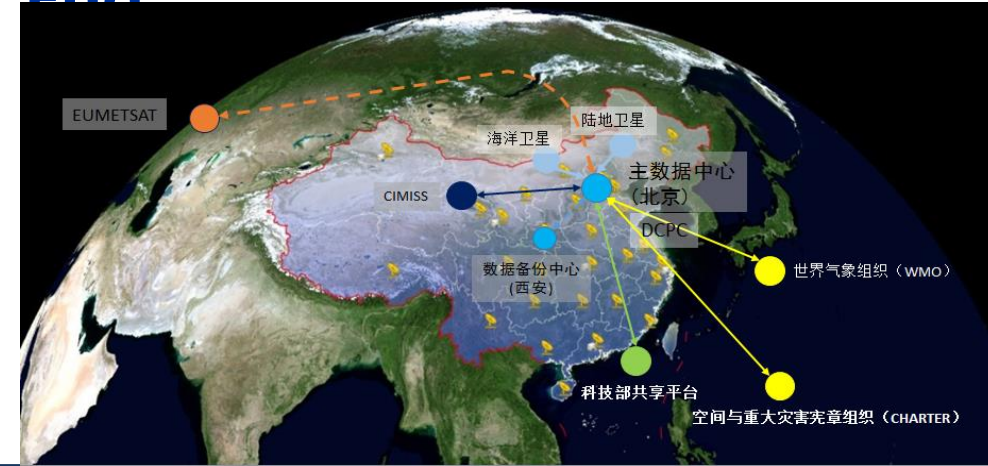 EUMETSAT
陆地卫星
海洋卫星
主数据中心
(北京)
CIMISS
DCPC
数据备份中心
(西安)
世界气象组织（WMO）
科技部共享平台
空间与重大灾害宪章组织（CHARTER）